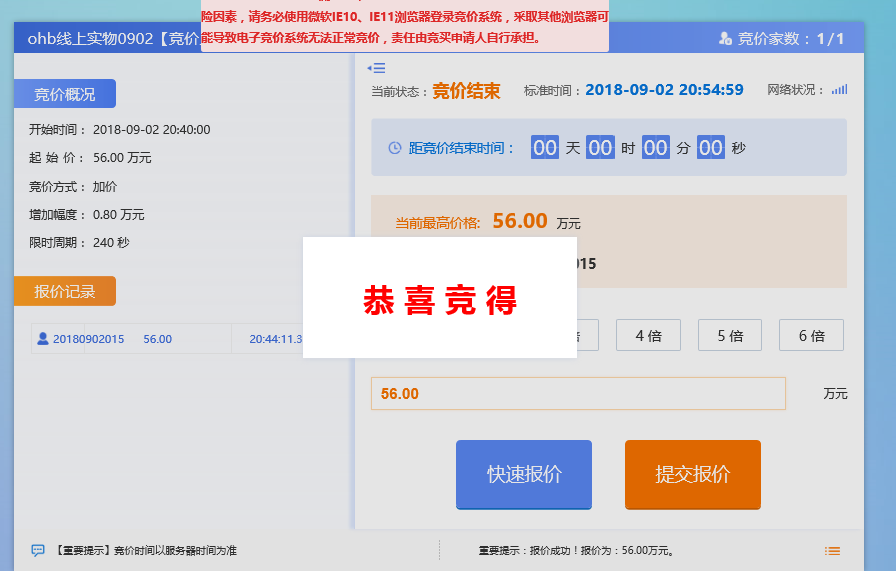 险因素，请务必使用微软IE10、IE11浏览器登录竞价系统，采取其他浏览器可
能导致电子竞价系统无法正常竞价，责任由竞买申请人自行承担。
ohb线上实物0902【竞价
竞价家数：1/1
竞价概况
开始时间： 2018-09-02 20:40:00
起 始 价： 56.00 万元
竞价方式： 加价
增加幅度： 0.80 万元
限时周期： 240 秒
报价记录
20180902015 56.00 20:44:11.3
当前状态：竞价结束 标准时间：2018-09-02 20:54:59 网络状况：
距竞价结束时间： 00 天 00 时 00 分 00 秒
当前最高价格: 56.00 万元
015
恭喜竞得
4 倍 5 倍 6 倍
56.00 万元
快速报价 提交报价
【重要提示】竞价时间以服务器时间为准
重要提示：报价成功！报价为：56.00万元。